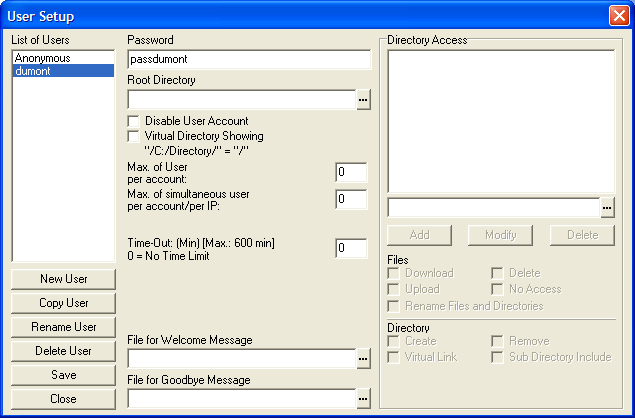 User Setup
List of Users
Anonymous
dumont
New User
Copy User
Rename User
Delete User
Save
Close
Password
passdumont
Root Directory
...
Disable User Account
Virtual Directory Showing
"/C:/Directory/" = "/"
Max. of User
per account:
0
Max. of simultaneous user
per account/per IP:
0
Time-Out: (Min) [Max.: 600 min]
0 = No Time Limit
0
File for Welcome Message
...
File for Goodbye Message
...
Directory Access
...
Add Modify Delete
Files
Download Delete
Upload No Access
Rename Files and Directories
Directory
Create Remove
Virtual Link Sub Directory Include